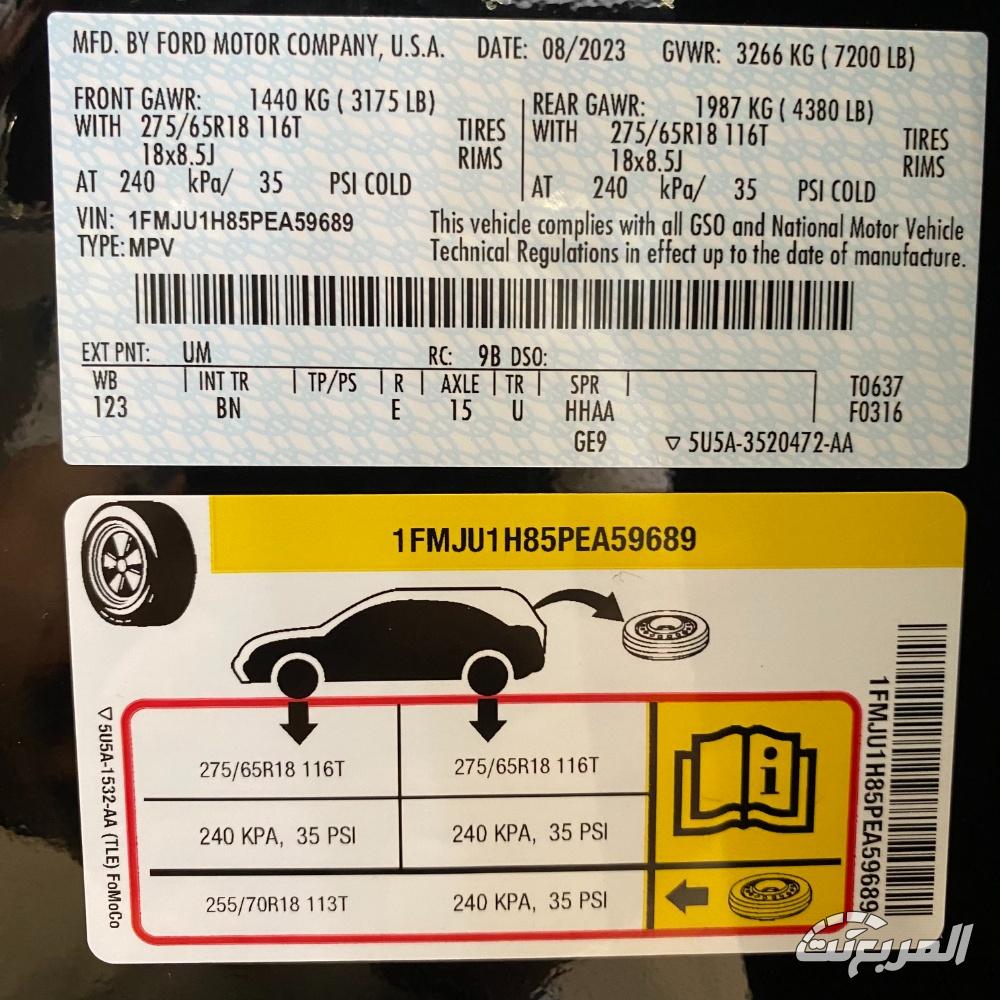 MFD. BY FORD MOTOR COMPANY, U.S.A. DATE: 08/2023 GVWR: 3266 KG ( 7200 LB)
FRONT GAWR: 1440 KG ( 3175 LB) REAR GAWR: 1987 KG ( 4380 LB)
WITH 275/65R18 116T TIRES WITH 275/65R18 116T TIRES
18x8.5J RIMS 18x8.5J RIMS
AT 240 kPa/ 35 PSI COLD AT 240 kPa/ 35 PSI COLD
VIN: 1FMJU1H85PEA59689 This vehicle complies with all GSO and National Motor Vehicle
TYPE: MPV Technical Regulations in effect up to the date of manufacture.
EXT PNT: UM RC: 9B DSO:
WB INT TR TP/PS R AXLE TR SPR T0637
123 BN E 15 U HHAA F0316
GE9 5U5A-3520472-AA
1FMJU1H85PEA59689
275/65R18 116T 275/65R18 116T
240 KPA, 35 PSI 240 KPA, 35 PSI
255/70R18 113T 240 KPA, 35 PSI
5U5A-1532-AA (TLE) FoMoCo
1FMJU1H85PEA59689
المربع نت